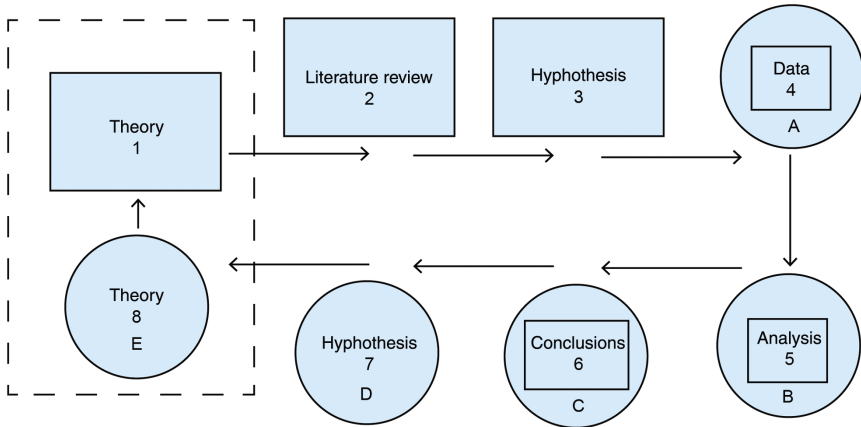 Theory
1
Literature review
2
Hyphothesis
3
Data
4
A
Theory
8
E
Hyphothesis
7
D
Conclusions
6
C
Analysis
5
B